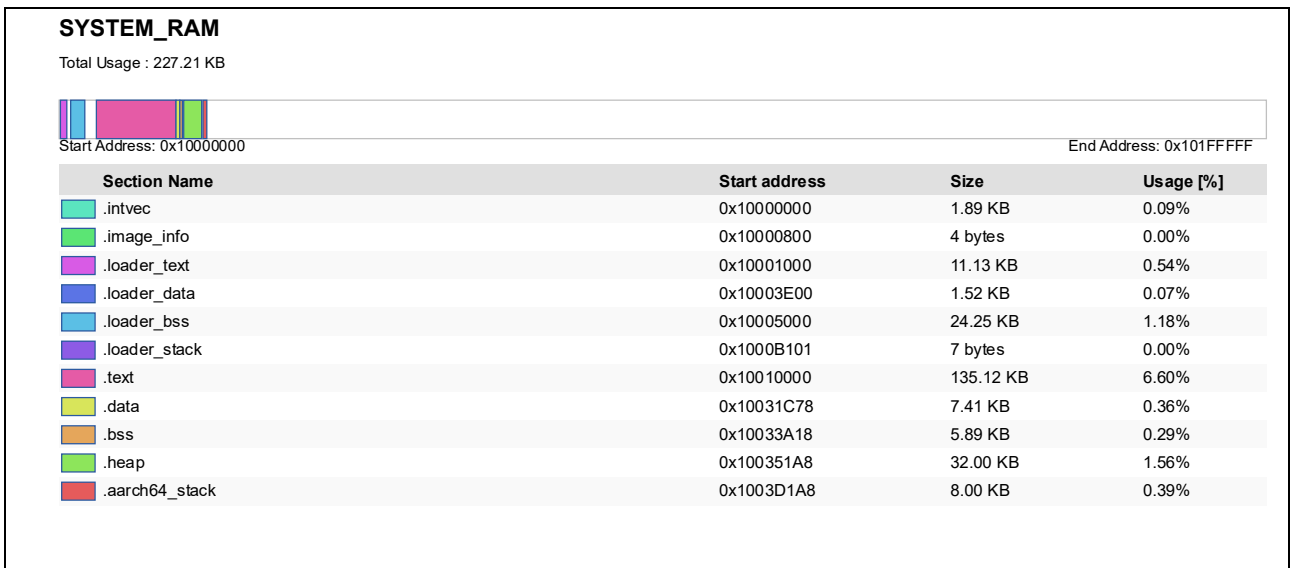 SYSTEM_RAM
Total Usage : 227.21 KB
Start Address: 0x10000000 End Address: 0x101FFFFF
Section Name Start address Size Usage [%]
.intvec 0x10000000 1.89 KB 0.09%
.image_info 0x10000800 4 bytes 0.00%
.loader_text 0x10001000 11.13 KB 0.54%
.loader_data 0x10003E00 1.52 KB 0.07%
.loader_bss 0x10005000 24.25 KB 1.18%
.loader_stack 0x1000B101 7 bytes 0.00%
.text 0x10010000 135.12 KB 6.60%
.data 0x10031C78 7.41 KB 0.36%
.bss 0x10033A18 5.89 KB 0.29%
.heap 0x100351A8 32.00 KB 1.56%
.aarch64_stack 0x1003D1A8 8.00 KB 0.39%